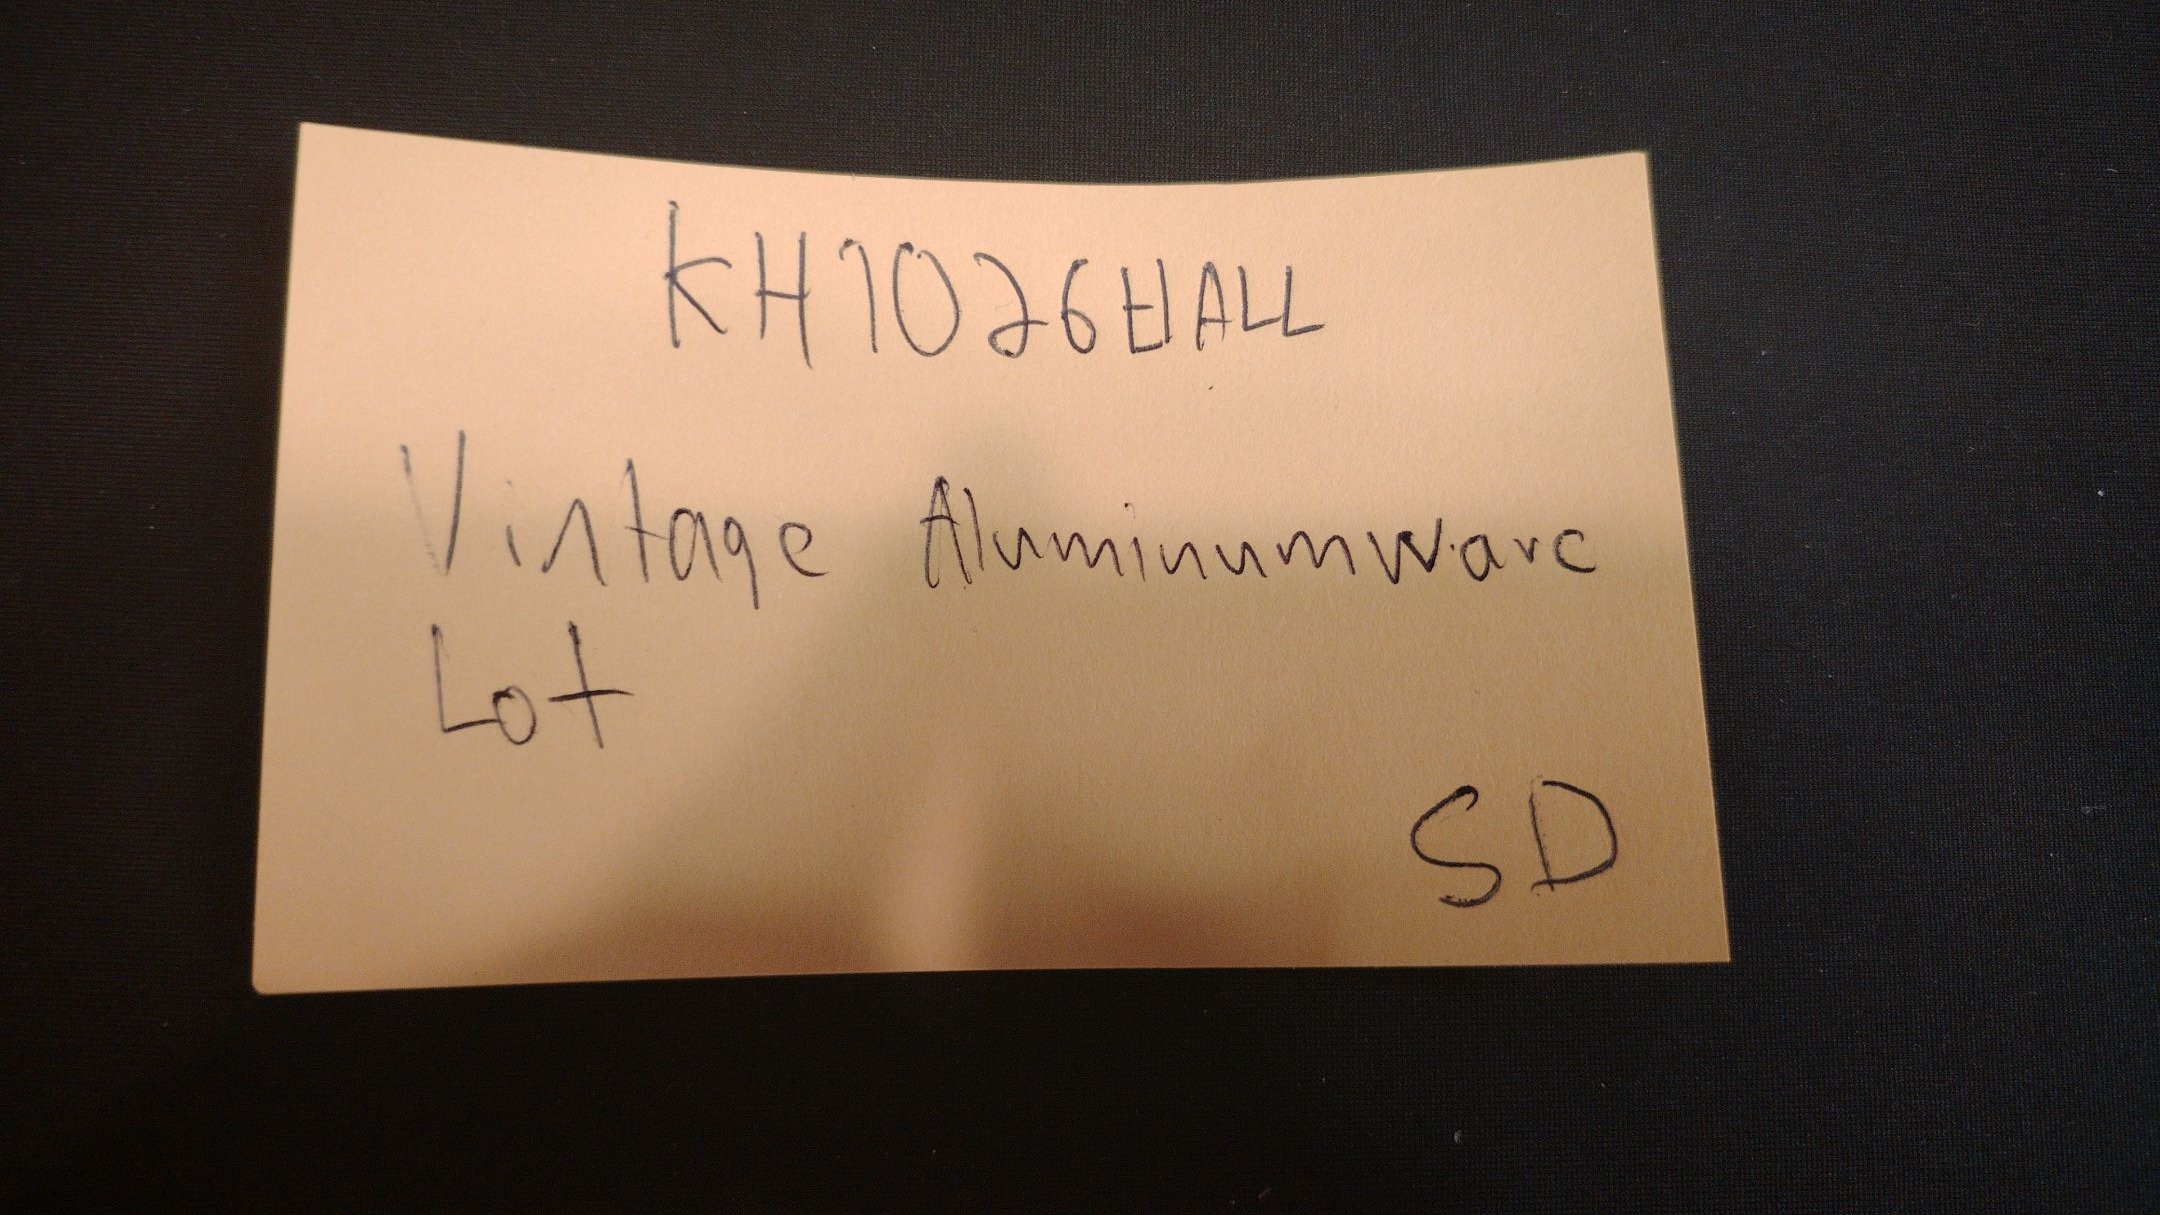 KH1026HALL
Vintage Aluminumware
Lot
SD